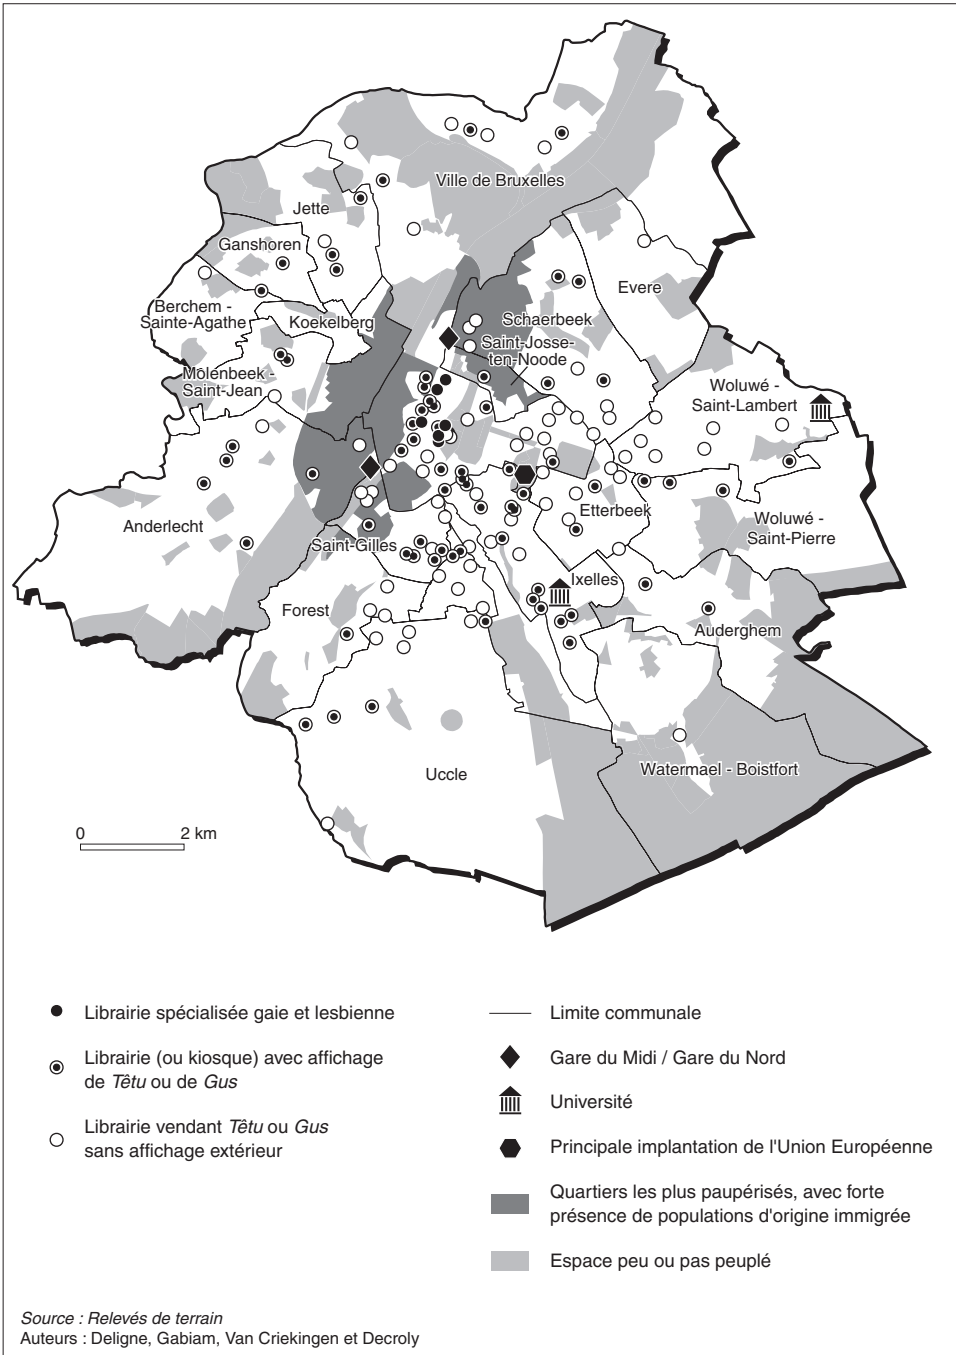 Ville de Bruxelles
Jette
Ganshoren
Evere
Berchem -
Sainte-Agathe
Koekelberg
Schaerbeek
Saint-Josse-
ten-Noode
Molenbeek -
Saint-Jean
Woluwé -
Saint-Lambert
Anderlecht
Etterbeek
Woluwé -
Saint-Pierre
Saint-Gilles
Ixelles
Forest
Auderghem
Watermael - Boistfort
Uccle
0 2 km
Librairie spécialisée gaie et lesbienne
Librairie (ou kiosque) avec affichage
de Têtu ou de Gus
Librairie vendant Têtu ou Gus
sans affichage extérieur
Limite communale
Gare du Midi / Gare du Nord
Université
Principale implantation de l'Union Européenne
Quartiers les plus paupérisés, avec forte
présence de populations d'origine immigrée
Espace peu ou pas peuplé
Source : Relevés de terrain
Auteurs : Deligne, Gabiam, Van Criekingen et Decroly